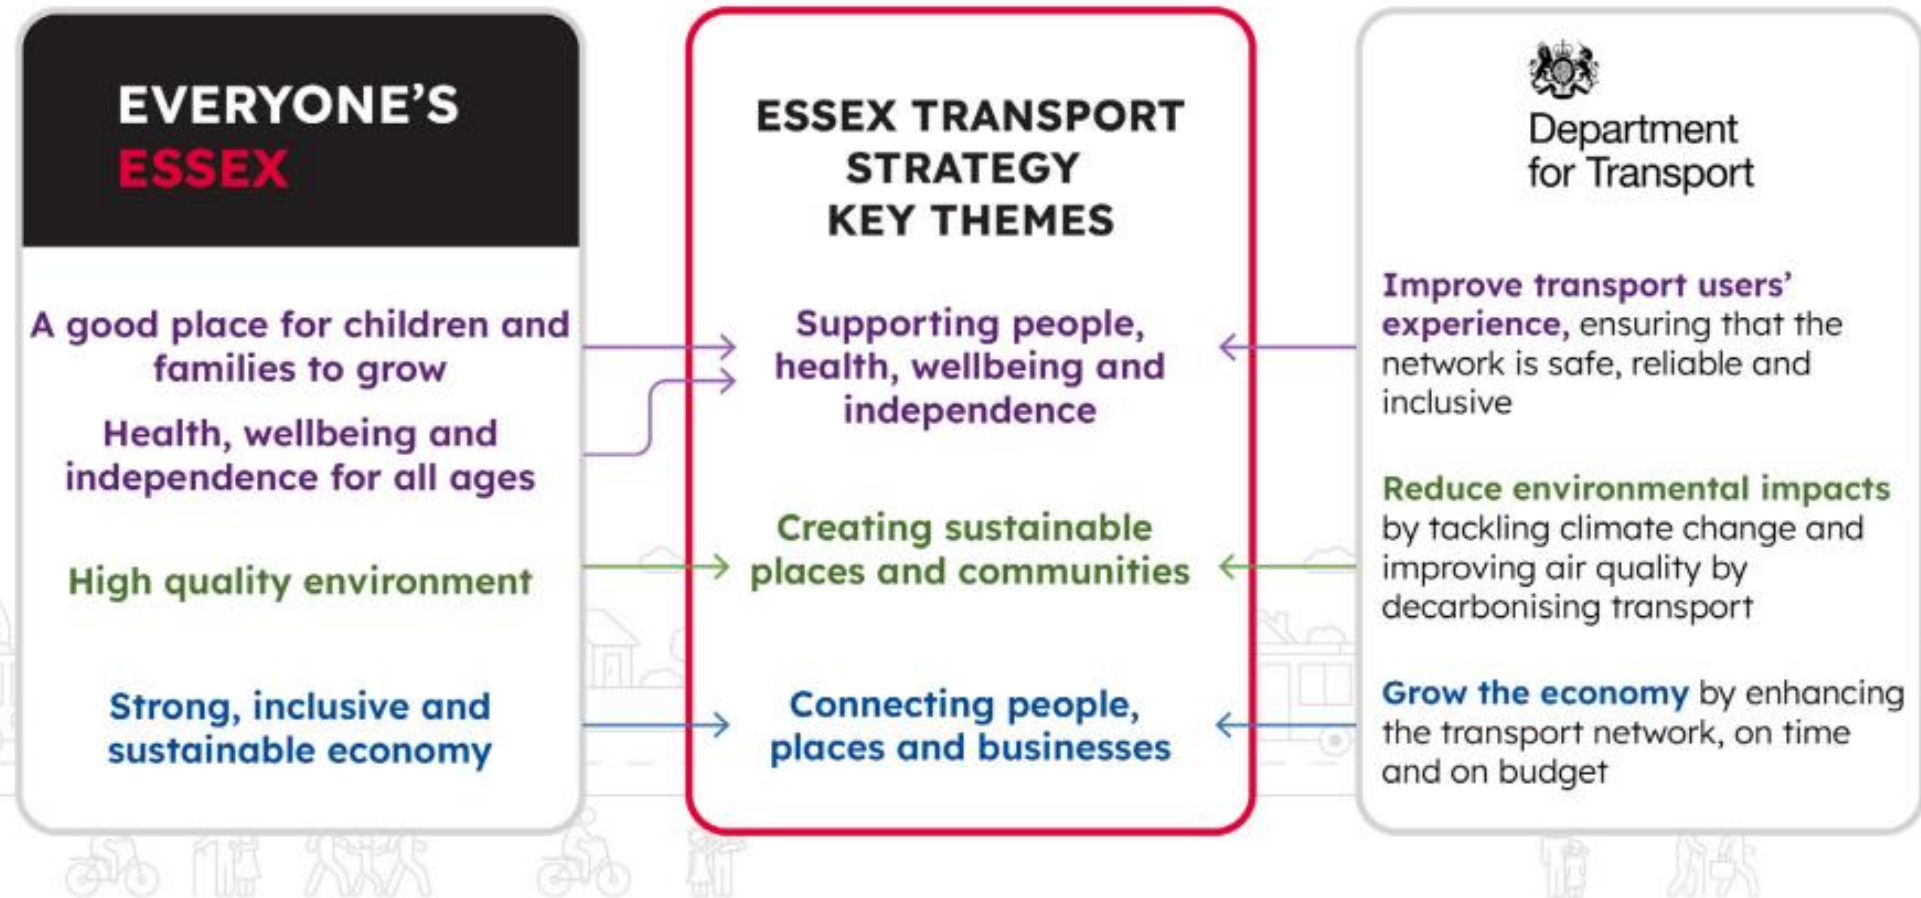 EVERYONE'S
ESSEX
A good place for children and
families to grow
Health, wellbeing and
independence for all ages
High quality environment
Strong, inclusive and
sustainable economy
ESSEX TRANSPORT
STRATEGY
KEY THEMES
Supporting people,
health, wellbeing and
independence
Creating sustainable
places and communities
Connecting people,
places and businesses
Department
for Transport
Improve transport users'
experience, ensuring that the
network is safe, reliable and
inclusive
Reduce environmental impacts
by tackling climate change and
improving air quality by
decarbonising transport
Grow the economy by enhancing
the transport network, on time
and on budget